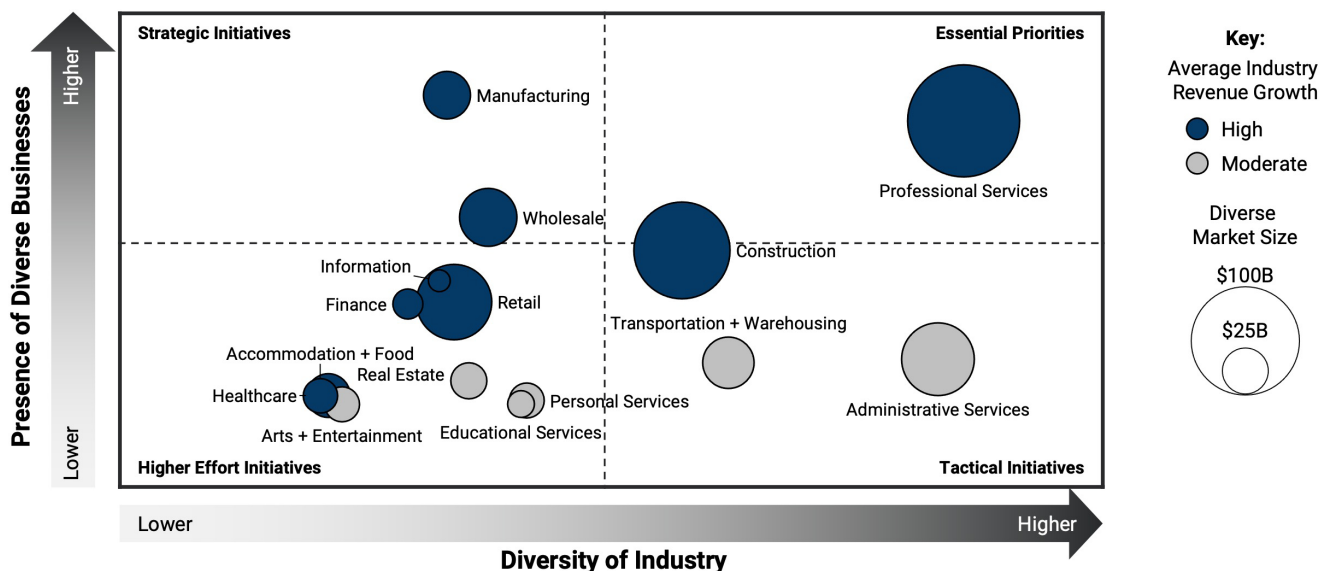 Strategic Initiatives
Essential Priorities
Higher
Presence of Diverse Businesses
Lower
Manufacturing
Professional Services
Wholesale
Construction
Information
Finance
Retail
Transportation + Warehousing
Accommodation + Food
Real Estate
Healthcare
Personal Services
Administrative Services
Arts + Entertainment
Educational Services
Higher Effort Initiatives
Tactical Initiatives
Lower
Higher
Diversity of Industry
Key:
Average Industry
Revenue Growth
High
Moderate
Diverse
Market Size
$100B
$25B